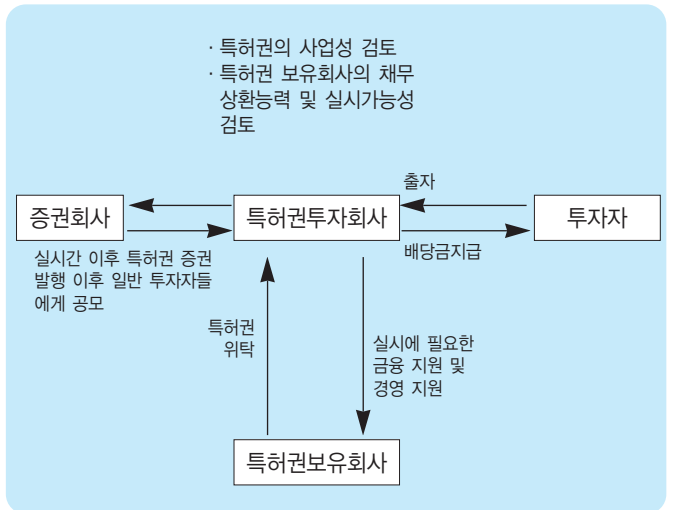 · 특허권의 사업성 검토
· 특허권 보유회사의 채무
상환능력 및 실시가능성
검토
출자
증권회사
특허권투자회사
투자자
배당금지급
실시간 이후 특허권 증권
발행 이후 일반 투자자들
에게 공모
특허권
위탁
실시에 필요한
금융 지원 및
경영 지원
특허권보유회사